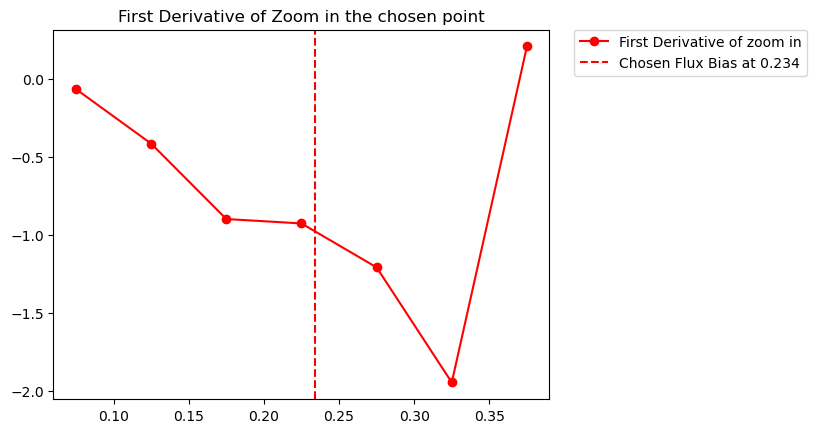 First Derivative of Zoom in the chosen point
First Derivative of zoom in
Chosen Flux Bias at 0.234
0.0
−0.5
−1.0
−1.5
−2.0
0.10 0.15 0.20 0.25 0.30 0.35